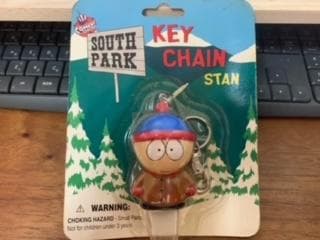 SOUTH
PARK
KEY
CHAIN
STAN
WARNING:
CHOKING HAZARD - Small Parts
Not for children under 3 years